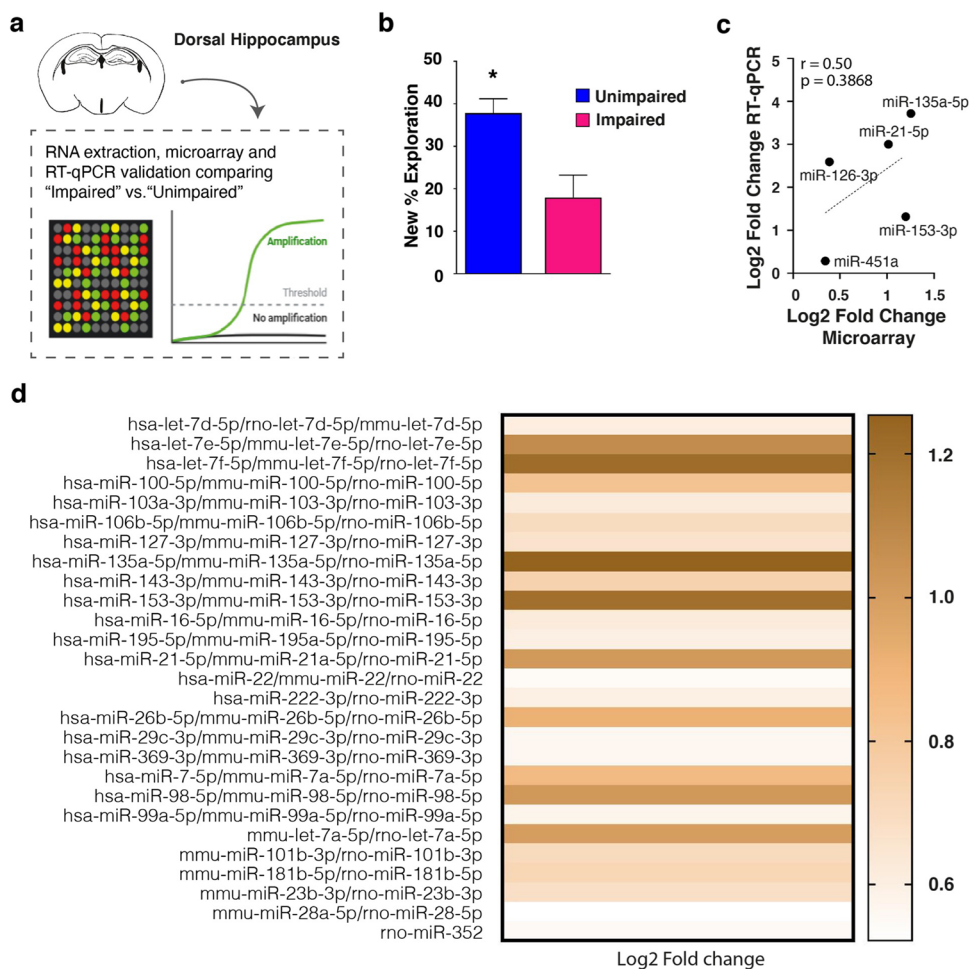 a
Dorsal Hippocampus
RNA extraction, microarray and
RT-qPCR validation comparing
“Impaired” vs.“Unimpaired”
Amplification
Threshold
No amplification
b
New % Exploration
50
40
30
20
10
0
*
Unimpaired
Impaired
c
Log2 Fold Change RT-qPCR
5
4
3
2
1
0
r = 0.50
p = 0.3868
miR-135a-5p
miR-21-5p
miR-126-3p
miR-153-3p
miR-451a
0 0.5 1 1.5
Log2 Fold Change
Microarray
d
hsa-let-7d-5p/rno-let-7d-5p/mmu-let-7d-5p
hsa-let-7e-5p/mmu-let-7e-5p/rno-let-7e-5p
hsa-let-7f-5p/mmu-let-7f-5p/rno-let-7f-5p
hsa-miR-100-5p/mmu-miR-100-5p/rno-miR-100-5p
hsa-miR-103a-3p/mmu-miR-103-3p/rno-miR-103-3p
hsa-miR-106b-5p/mmu-miR-106b-5p/rno-miR-106b-5p
hsa-miR-127-3p/mmu-miR-127-3p/rno-miR-127-3p
hsa-miR-135a-5p/mmu-miR-135a-5p/rno-miR-135a-5p
hsa-miR-143-3p/mmu-miR-143-3p/rno-miR-143-3p
hsa-miR-153-3p/mmu-miR-153-3p/rno-miR-153-3p
hsa-miR-16-5p/mmu-miR-16-5p/rno-miR-16-5p
hsa-miR-195-5p/mmu-miR-195a-5p/rno-miR-195-5p
hsa-miR-21-5p/mmu-miR-21a-5p/rno-miR-21-5p
hsa-miR-22/mmu-miR-22/rno-miR-22
hsa-miR-222-3p/rno-miR-222-3p
hsa-miR-26b-5p/mmu-miR-26b-5p/rno-miR-26b-5p
hsa-miR-29c-3p/mmu-miR-29c-3p/rno-miR-29c-3p
hsa-miR-369-3p/mmu-miR-369-3p/rno-miR-369-3p
hsa-miR-7-5p/mmu-miR-7a-5p/rno-miR-7a-5p
hsa-miR-98-5p/mmu-miR-98-5p/rno-miR-98-5p
hsa-miR-99a-5p/mmu-miR-99a-5p/rno-miR-99a-5p
mmu-let-7a-5p/rno-let-7a-5p
mmu-miR-101b-3p/rno-miR-101b-3p
mmu-miR-181b-5p/rno-miR-181b-5p
mmu-miR-23b-3p/rno-miR-23b-3p
mmu-miR-28a-5p/rno-miR-28-5p
rno-miR-352
Log2 Fold change
1.2
1.0
0.8
0.6